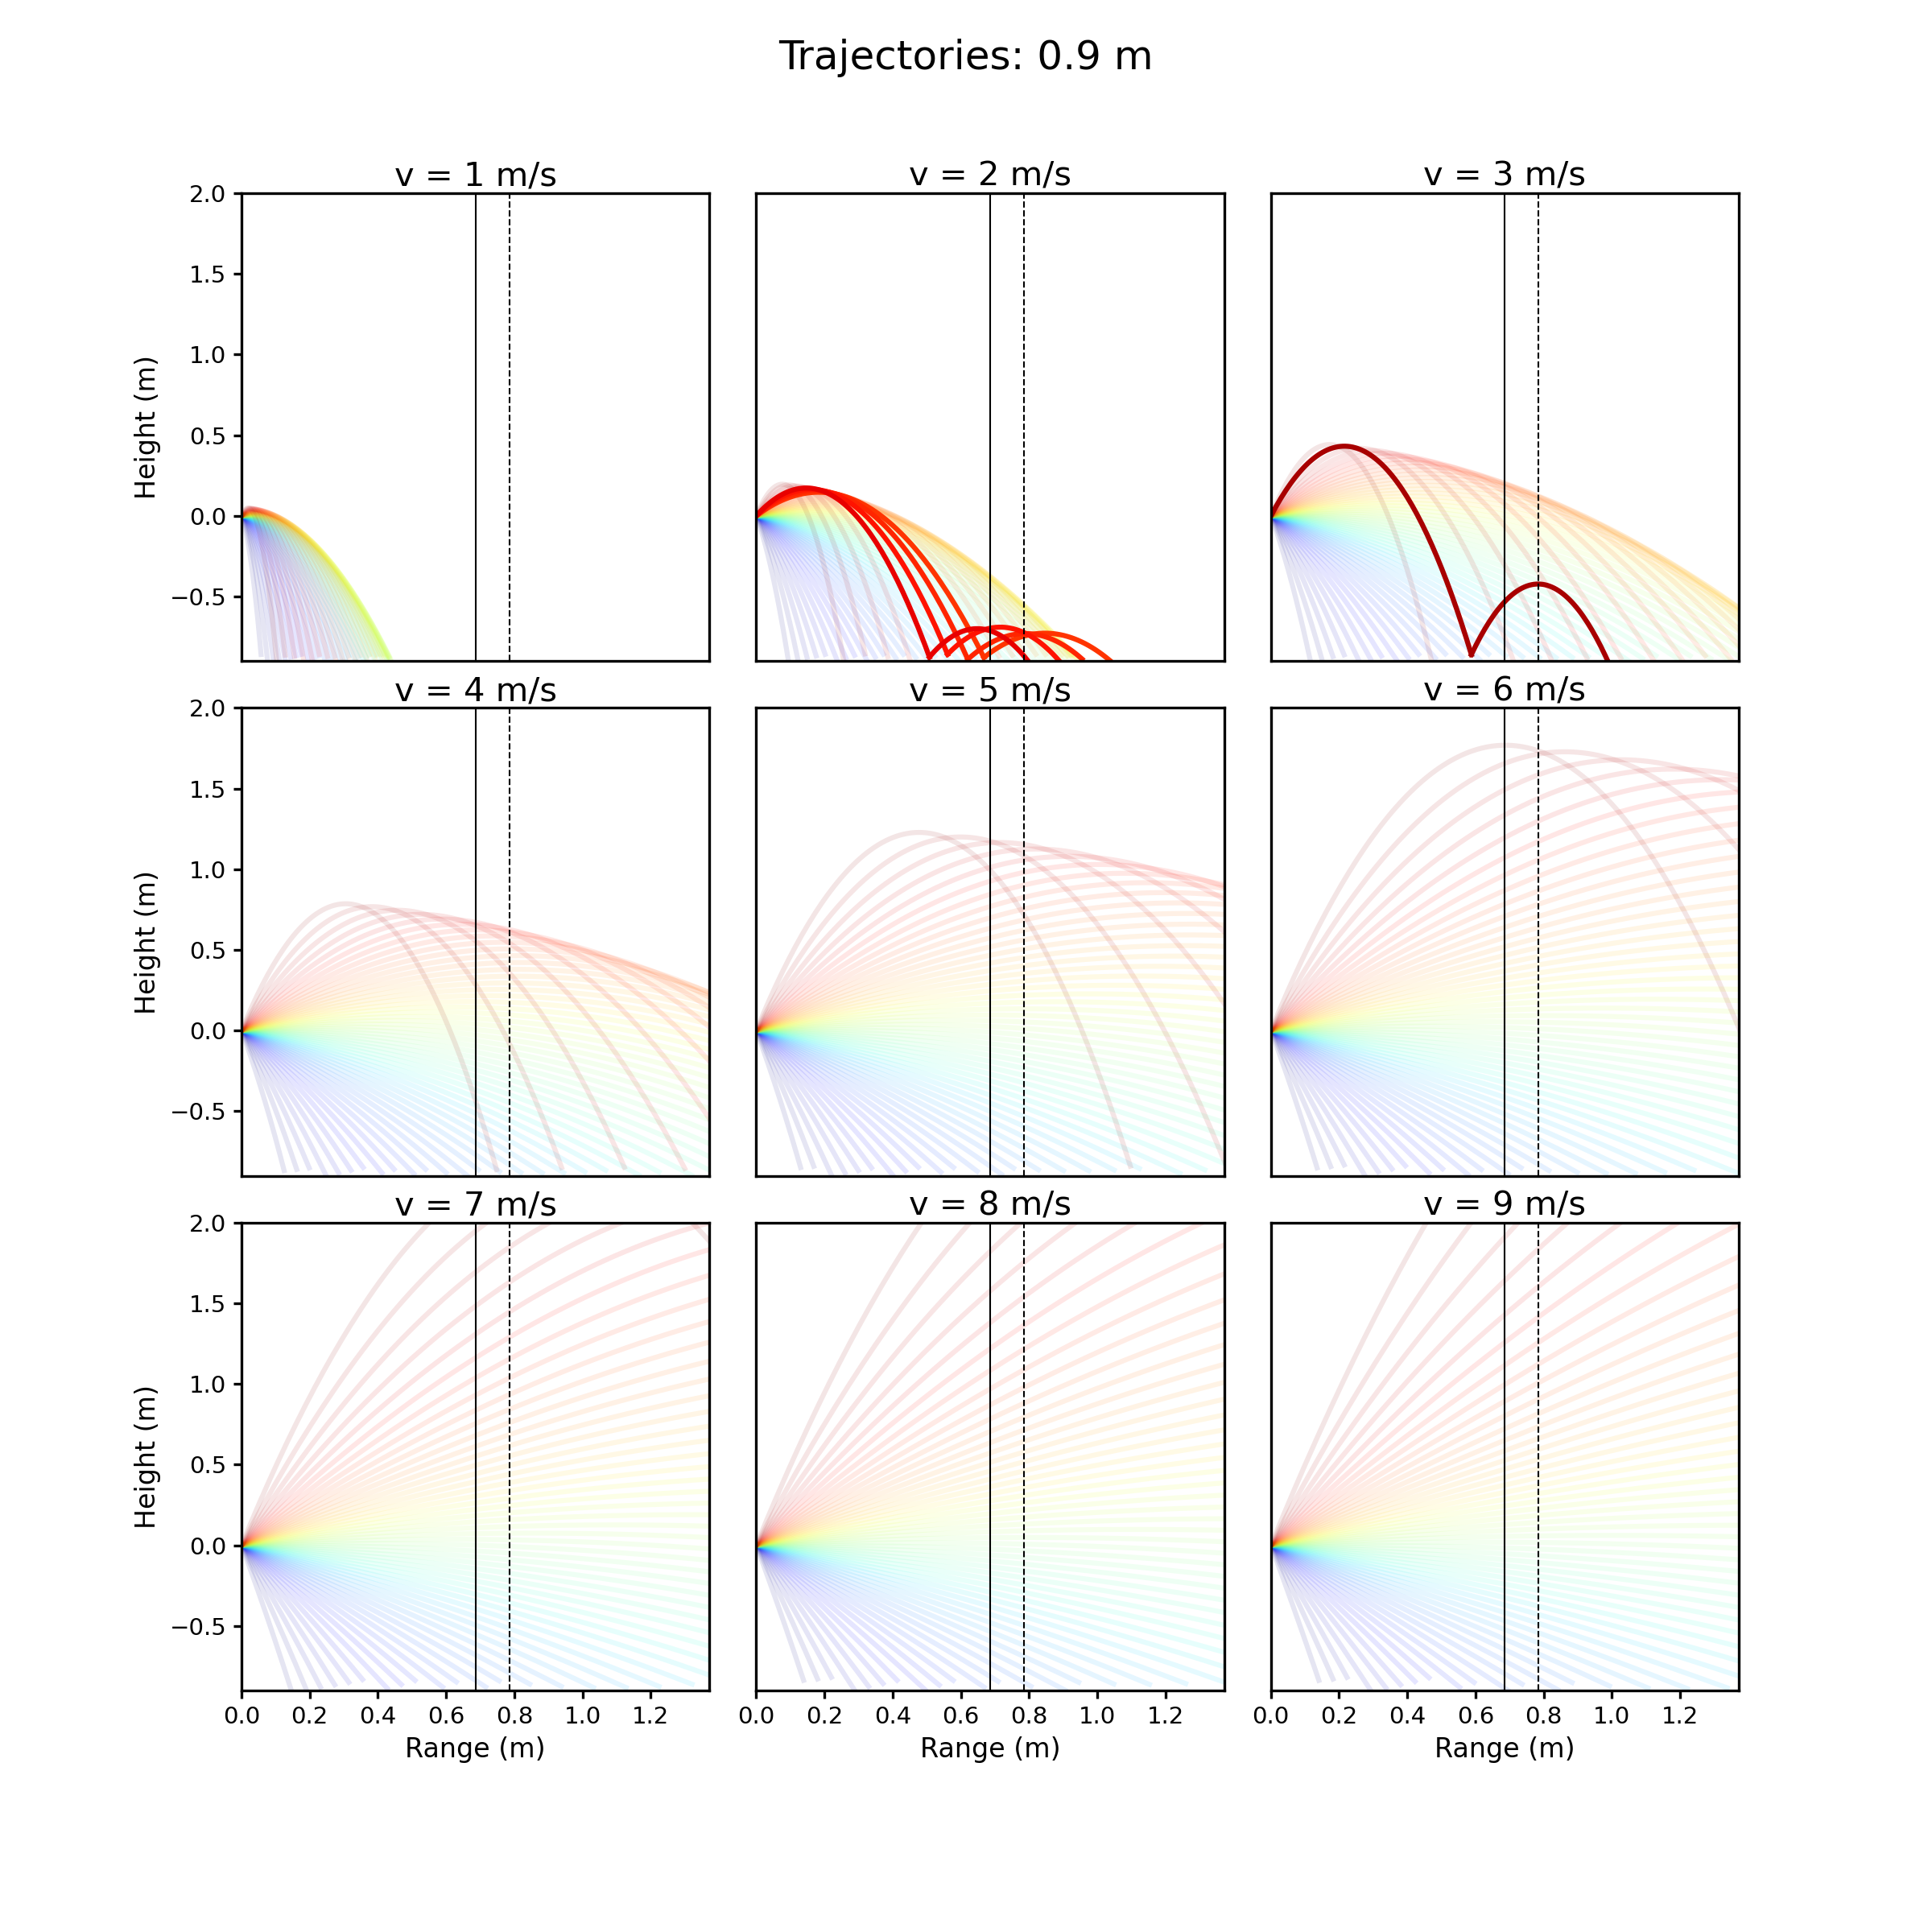 Trajectories: 0.9 m
v = 1 m/s
v = 2 m/s
v = 3 m/s
2.0
1.5
1.0
0.5
0.0
−0.5
Height (m)
v = 4 m/s
v = 5 m/s
v = 6 m/s
2.0
1.5
1.0
0.5
0.0
−0.5
Height (m)
v = 7 m/s
v = 8 m/s
v = 9 m/s
2.0
1.5
1.0
0.5
0.0
−0.5
Height (m)
0.0 0.2 0.4 0.6 0.8 1.0 1.2
0.0 0.2 0.4 0.6 0.8 1.0 1.2
0.0 0.2 0.4 0.6 0.8 1.0 1.2
Range (m)
Range (m)
Range (m)